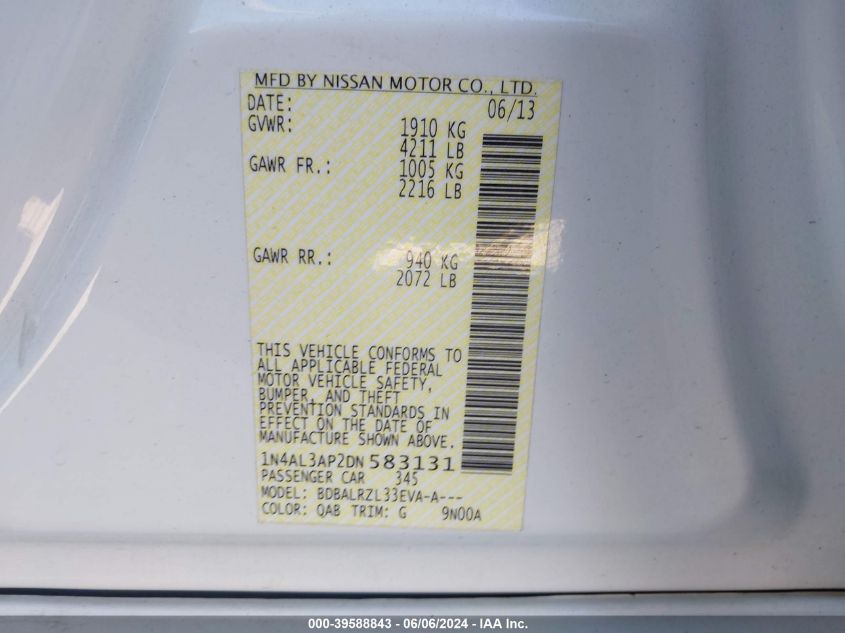 MFD BY NISSAN MOTOR CO., LTD.
DATE: 06/13
GVWR: 1910 KG
4211 LB
GAWR FR.: 1005 KG
2216 LB
GAWR RR.: 940 KG
2072 LB
THIS VEHICLE CONFORMS TO
ALL APPLICABLE FEDERAL
MOTOR VEHICLE SAFETY,
BUMPER, AND THEFT
PREVENTION STANDARDS IN
EFFECT ON THE DATE OF
MANUFACTURE SHOWN ABOVE.
1N4AL3AP2DN 583131
PASSENGER CAR 345
MODEL: BDBALRZL33EVA-A---
COLOR: QAB TRIM: G 9N00A
000-39588843 - 06/06/2024 - IAA Inc.